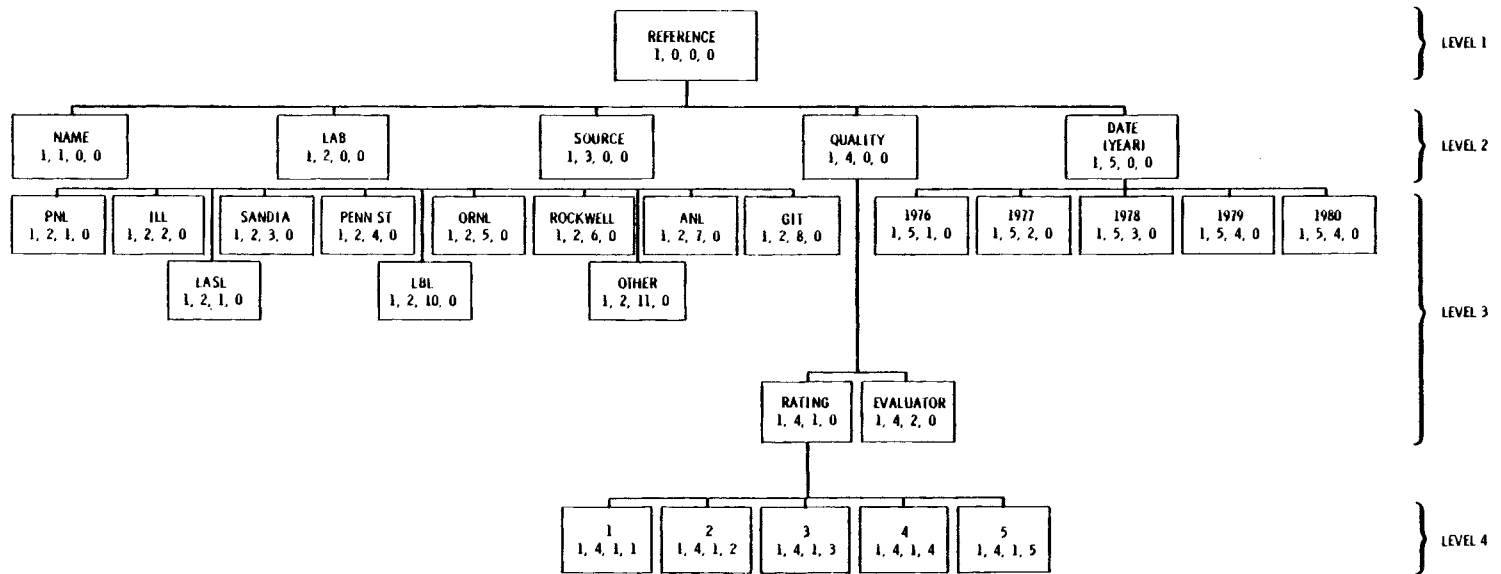 REFERENCE
1, 0, 0, 0
LEVEL 1
NAME
1, 1, 0, 0
LAB
1, 2, 0, 0
SOURCE
1, 3, 0, 0
QUALITY
1, 4, 0, 0
DATE
(YEAR)
1, 5, 0, 0
LEVEL 2
PNL
1, 2, 1, 0
ILL
1, 2, 2, 0
SANDIA
1, 2, 3, 0
PENN ST
1, 2, 4, 0
ORNL
1, 2, 5, 0
ROCKWELL
1, 2, 6, 0
ANL
1, 2, 7, 0
GIT
1, 2, 8, 0
1976
1, 5, 1, 0
1977
1, 5, 2, 0
1978
1, 5, 3, 0
1979
1, 5, 4, 0
1980
1, 5, 4, 0
LASL
1, 2, 1, 0
LBL
1, 2, 10, 0
OTHER
1, 2, 11, 0
LEVEL 3
RATING
1, 4, 1, 0
EVALUATOR
1, 4, 2, 0
1
1, 4, 1, 1
2
1, 4, 1, 2
3
1, 4, 1, 3
4
1, 4, 1, 4
5
1, 4, 1, 5
LEVEL 4